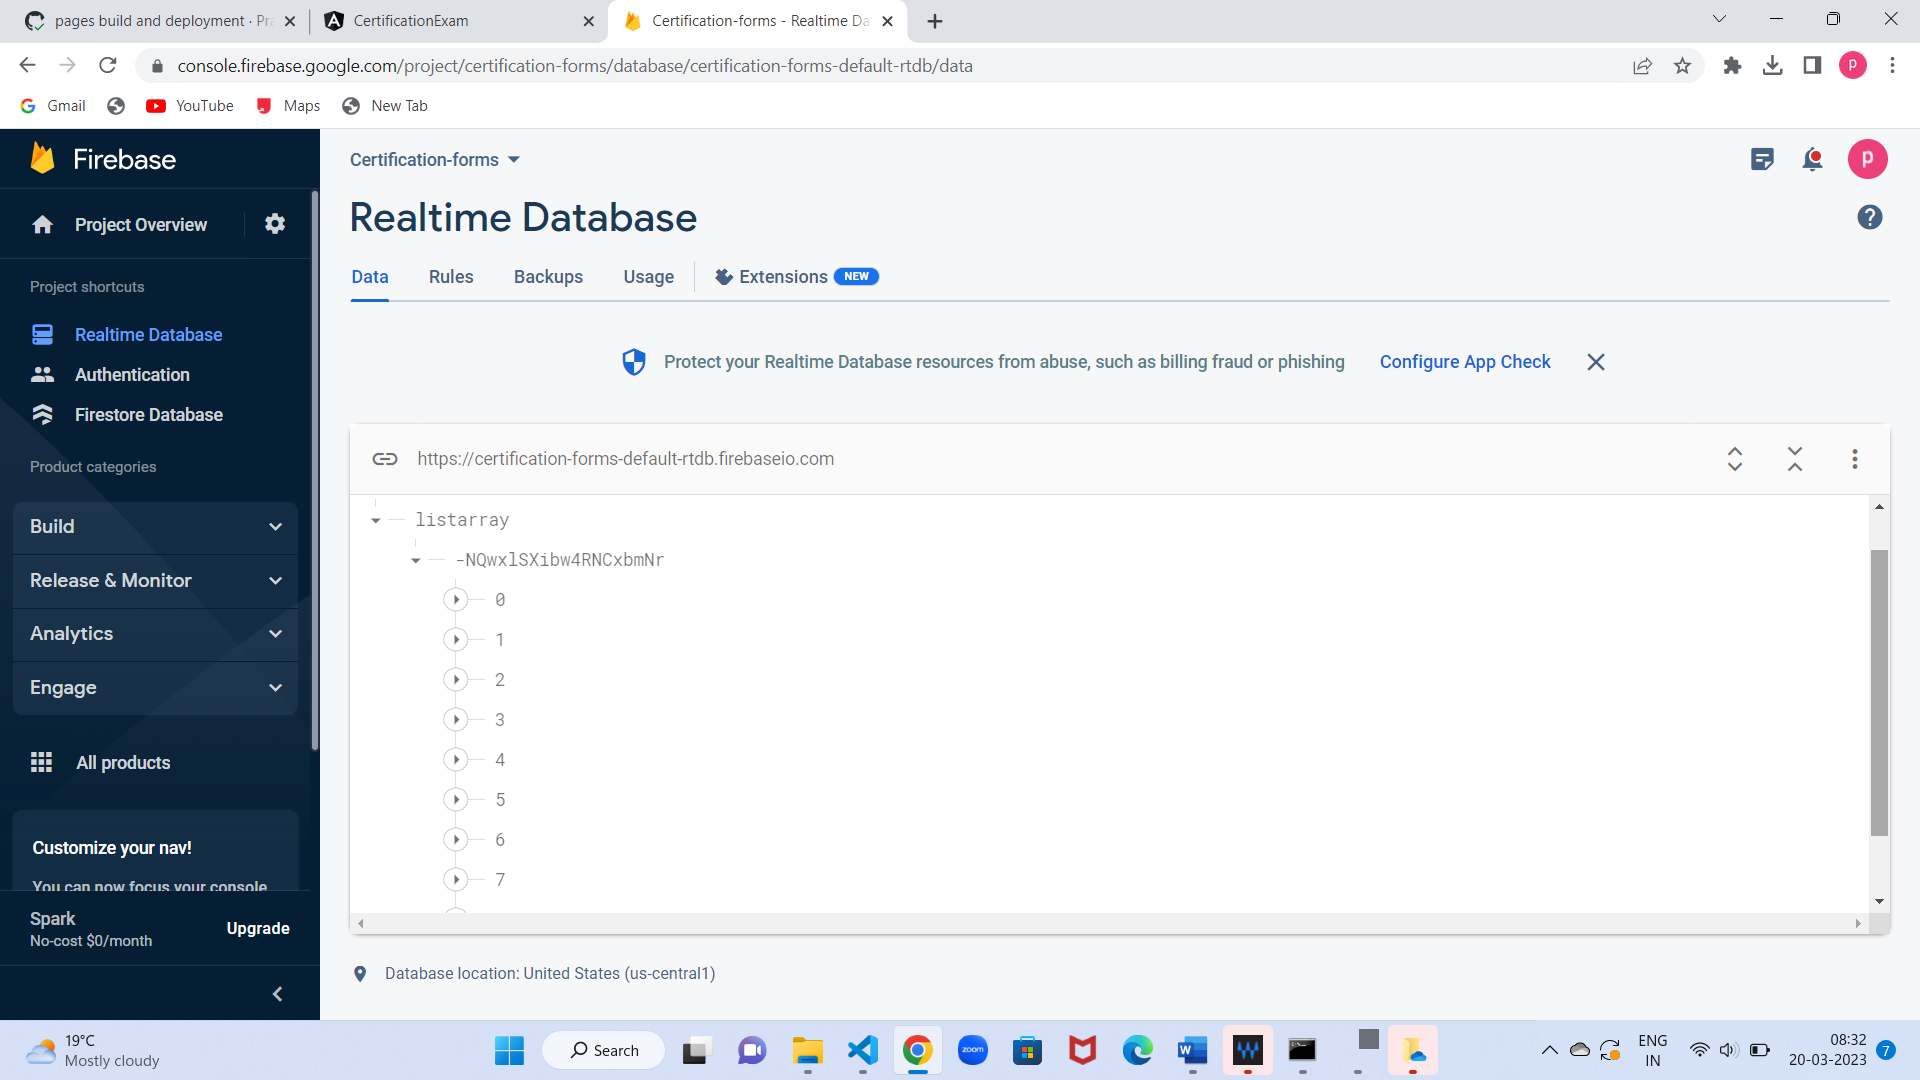 pages build and deployment · Pra
CertificationExam
Certification-forms - Realtime Da
console.firebase.google.com/project/certification-forms/database/certification-forms-default-rtdb/data
P
Gmail
YouTube
Maps
New Tab
Firebase
Certification-forms
p
Project Overview
Realtime Database
?
Data
Rules
Backups
Usage
Extensions
NEW
Project shortcuts
Realtime Database
Authentication
Firestore Database
Protect your Realtime Database resources from abuse, such as billing fraud or phishing
Configure App Check
Product categories
Build
Release & Monitor
Analytics
Engage
All products
Customize your nav!
You can now focus your console
Spark
No-cost $0/month
Upgrade
https://certification-forms-default-rtdb.firebaseio.com
listarray
-NQwxlSXibw4RNCxbmNr
0
1
2
3
4
5
6
7
Database location: United States (us-central1)
19°C
Mostly cloudy
Search
zoom
W
ENG
IN
08:32
20-03-2023
7